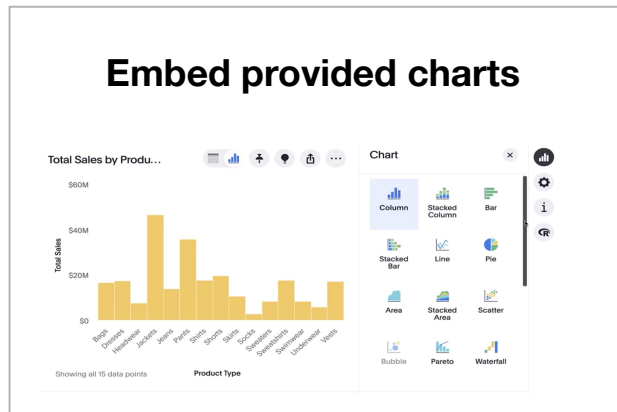 Embed provided charts
Total Sales by Produ...
$60M
$40M
$20M
$0
Total Sales
Bags
Dresses
Headwear
Jackets
Jeans
Pants
Shirts
Shorts
Skirts
Socks
Sweaters
Sweatshirts
Swimwear
Underwear
Vests
Showing all 15 data points
Product Type
Chart
Column
Stacked
Column
Bar
Stacked
Bar
Line
Pie
Area
Stacked
Area
Scatter
Bubble
Pareto
Waterfall
i
R